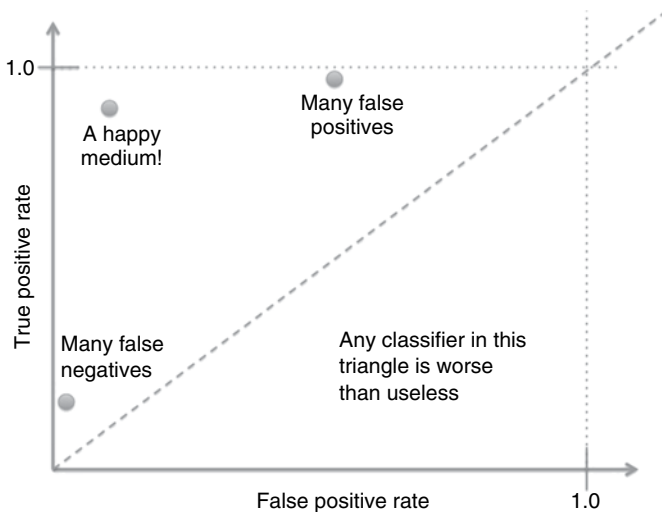 1.0
Many false
positives
A happy
medium!
True positive rate
Many false
negatives
Any classifier in this
triangle is worse
than useless
False positive rate
1.0